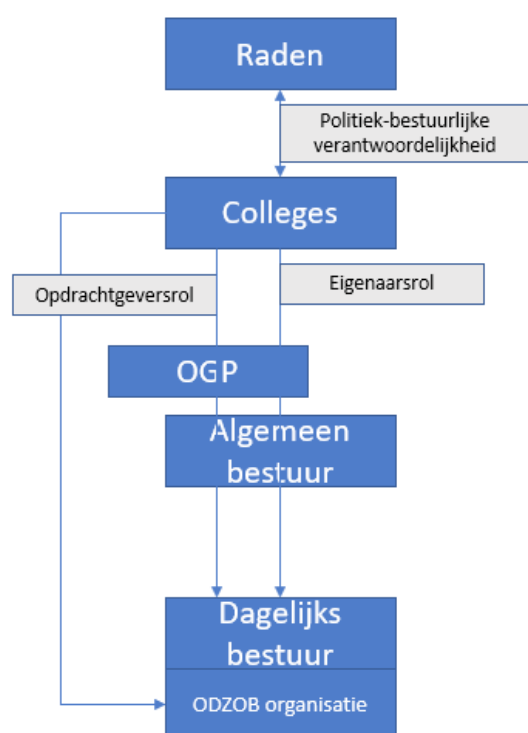 Raden
Politiek-bestuurlijke
verantwoordelijkheid
Colleges
Opdrachtgeversrol
Eigenaarsrol
OGP
Algemeen
bestuur
Dagelijks
bestuur
ODZOB organisatie